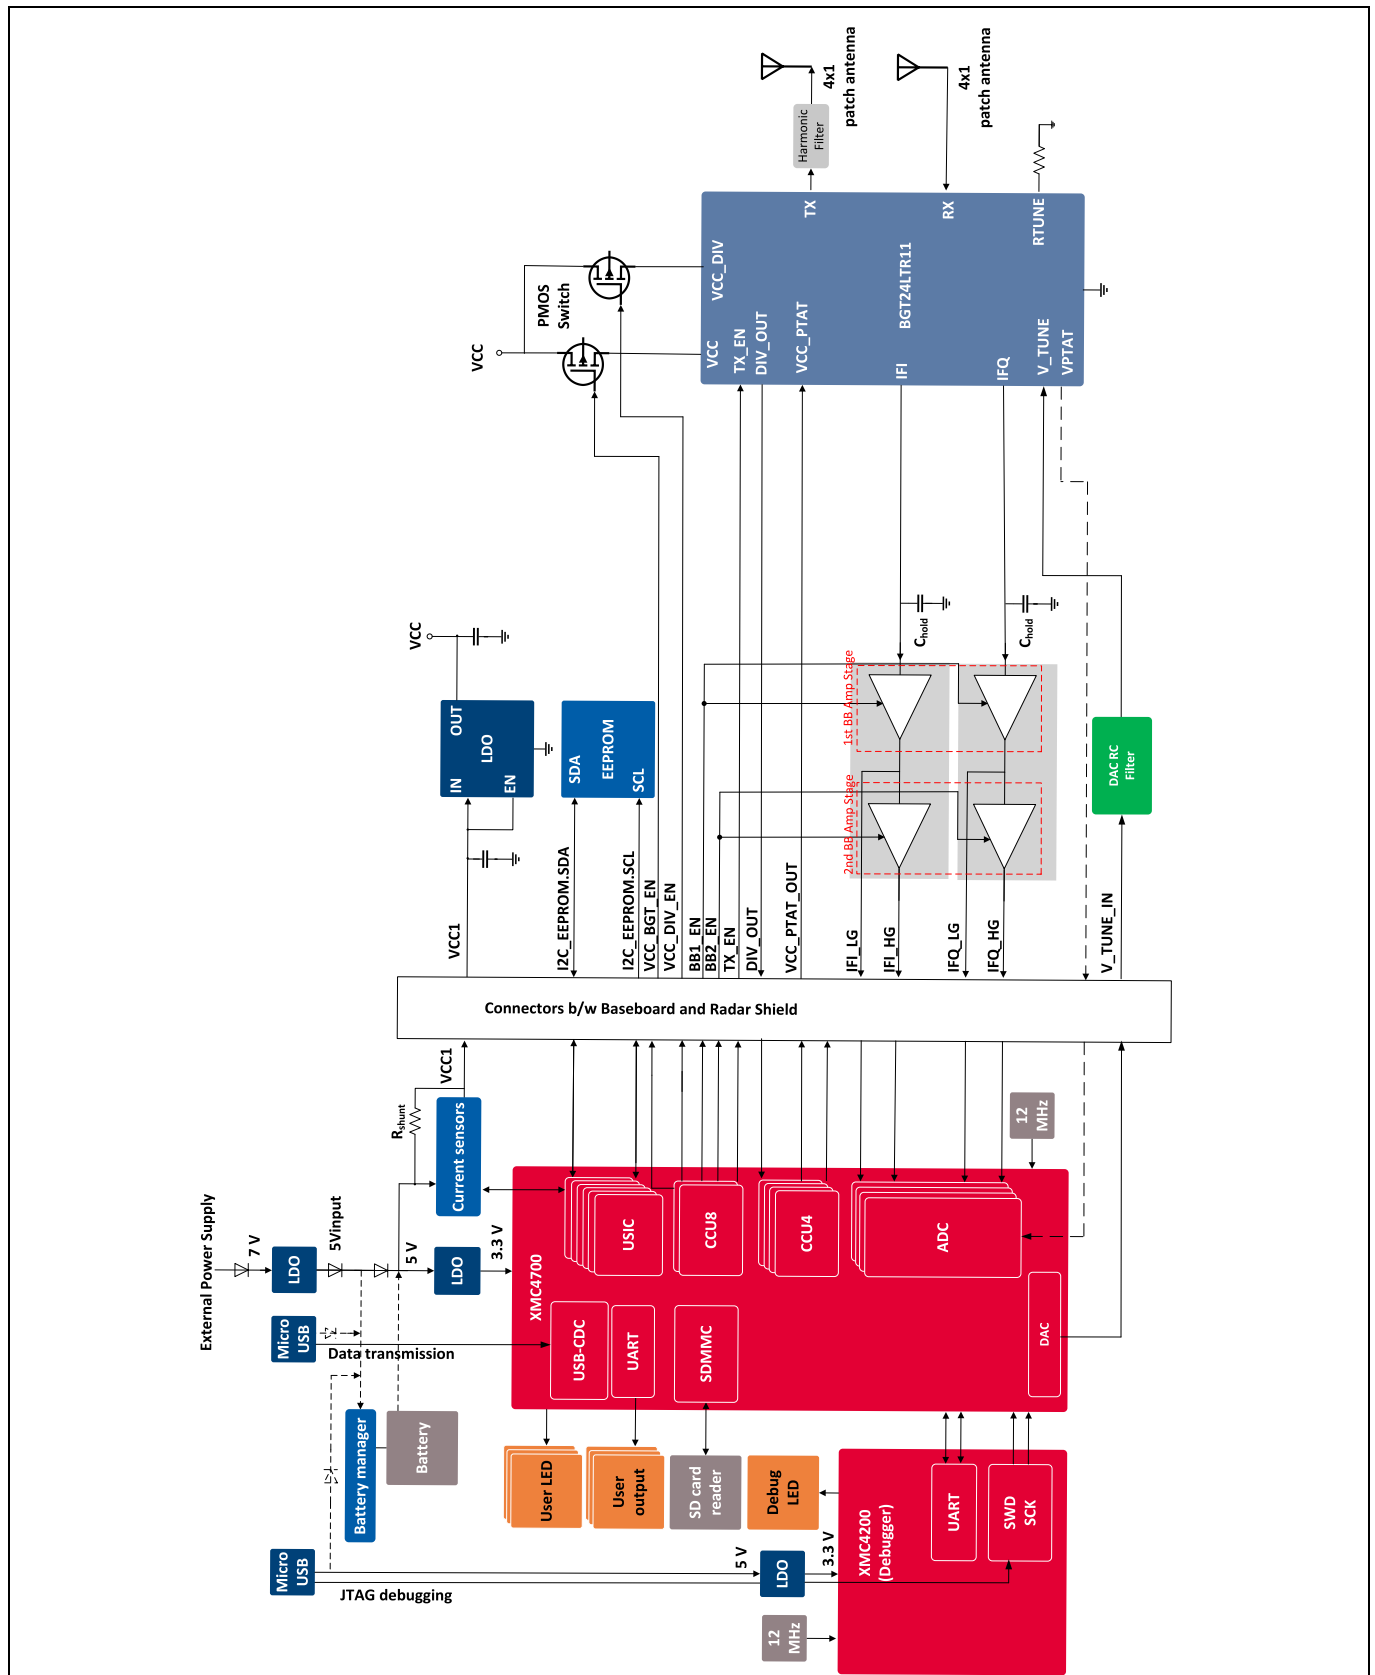 External Power Supply
7 V
LDO
5Vinput
5 V
LDO
3.3 V
Micro
USB
Data transmission
Battery manager
Battery
Micro
USB
JTAG debugging
5 V
LDO
3.3 V
12
MHz
XMC4200
(Debugger)
UART
SWD
SCK
User LED
User
output
SD card
reader
Debug
LED
XMC4700
USB-CDC
UART
SDMMC
DAC
USIC
CCU8
CCU4
ADC
12
MHz
Current sensors
Rshunt
VCC1
Connectors b/w Baseboard and Radar Shield
VCC1
I2C_EEPROM.SDA
I2C_EEPROM.SCL
VCC_BGT_EN
VCC_DIV_EN
BB1_EN
BB2_EN
TX_EN
DIV_OUT
VCC_PTAT_OUT
IFI_LG
IFI_HG
IFQ_LG
IFQ_HG
V_TUNE_IN
IN
OUT
LDO
EN
VCC
SDA
EEPROM
SCL
2nd BB Amp Stage
1st BB Amp Stage
Chold
Chold
DAC RC
Filter
VCC
PMOS
Switch
VCC
VCC_DIV
TX_EN
DIV_OUT
VCC_PTAT
IFI
IFQ
V_TUNE
VPTAT
BGT24LTR11
TX
RX
RTUNE
Harmonic
Filter
4x1
patch antenna
4x1
patch antenna